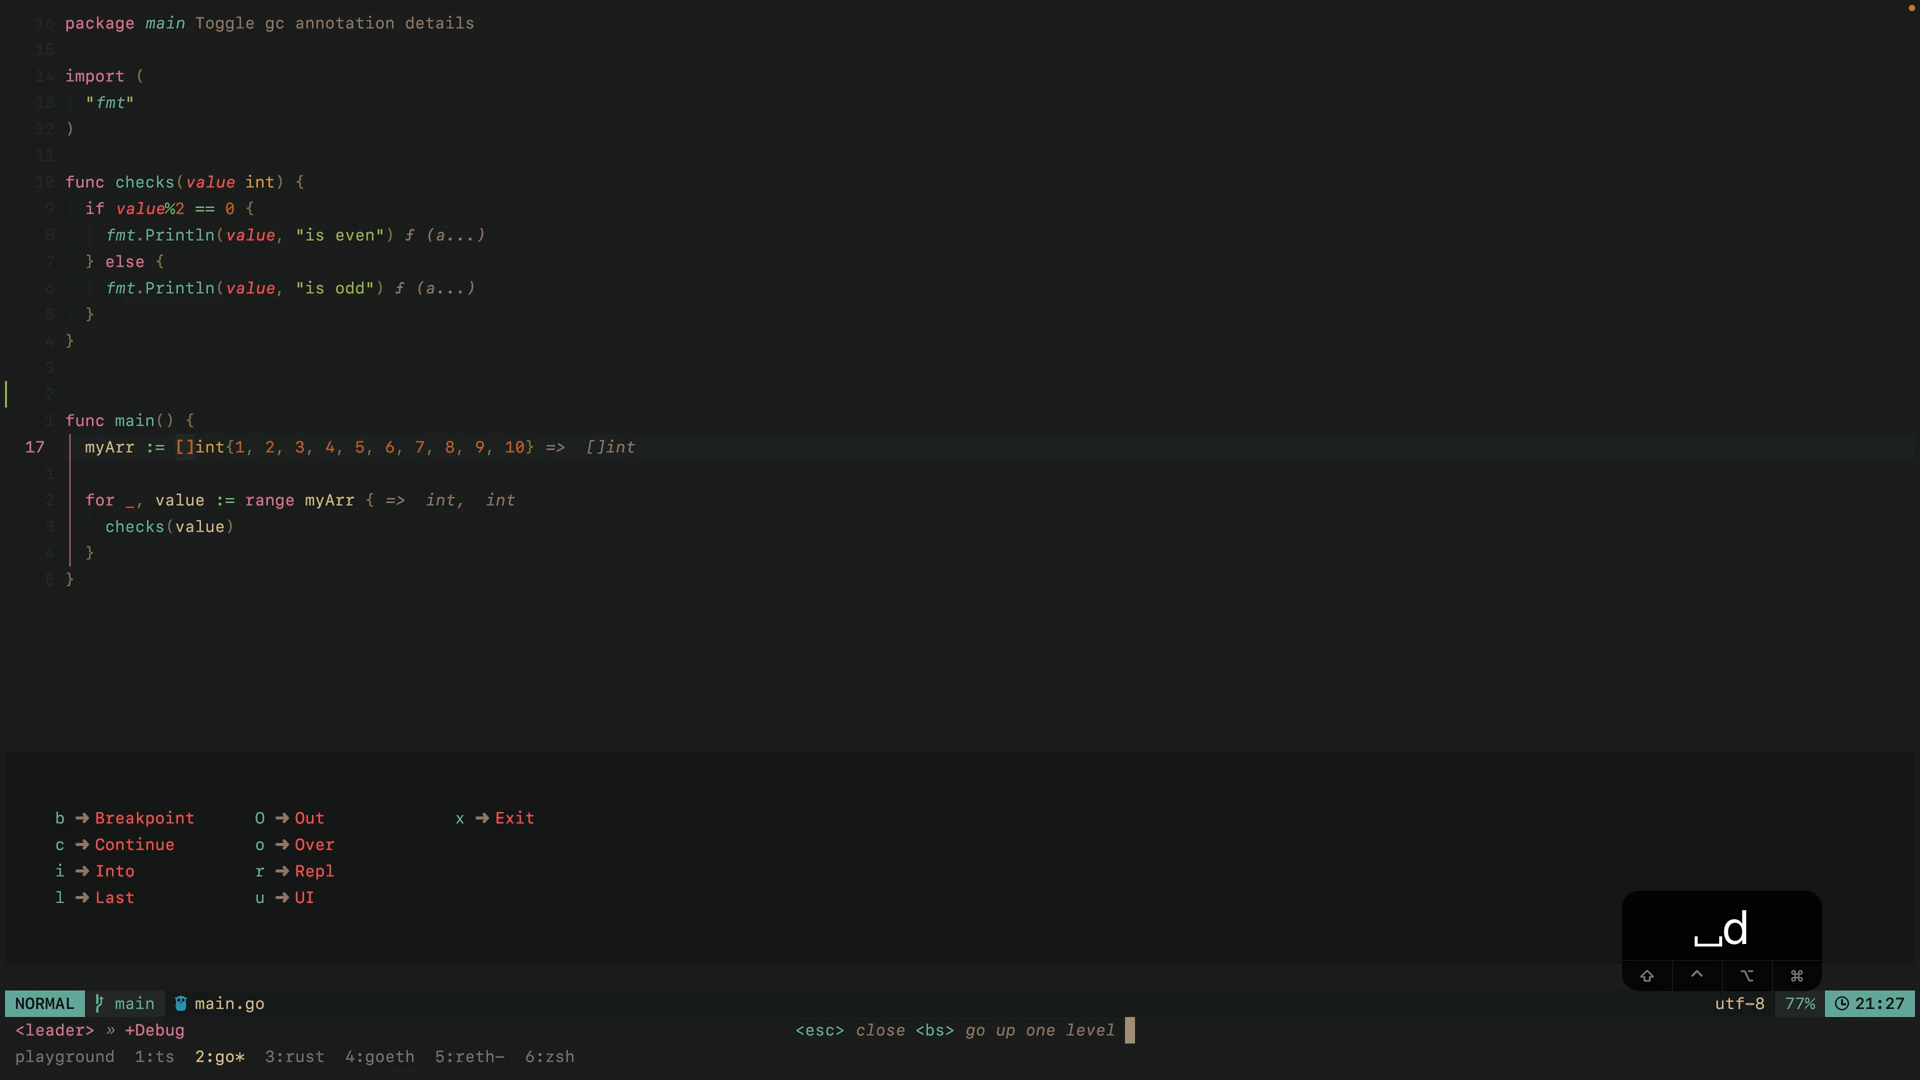 16 package main Toggle gc annotation details
15
14 import (
13 "fmt"
12 )
11
10 func checks(value int) {
9 if value%2 == 0 {
8 fmt.Println(value, "is even") ƒ (a...)
7 } else {
6 fmt.Println(value, "is odd") ƒ (a...)
5 }
4 }
3
2
1 func main() {
17 myArr := []int{1, 2, 3, 4, 5, 6, 7, 8, 9, 10} => []int
1
2 for _, value := range myArr { => int, int
3 checks(value)
4 }
5 }
b ➜ Breakpoint O ➜ Out x ➜ Exit
c ➜ Continue o ➜ Over
i ➜ Into r ➜ Repl
l ➜ Last u ➜ UI
␣d
⇧ ^ ⌥ ⌘
NORMAL main main.go utf-8 77% 21:27
<leader> » +Debug <esc> close <bs> go up one level
playground 1:ts 2:go* 3:rust 4:goeth 5:reth- 6:zsh